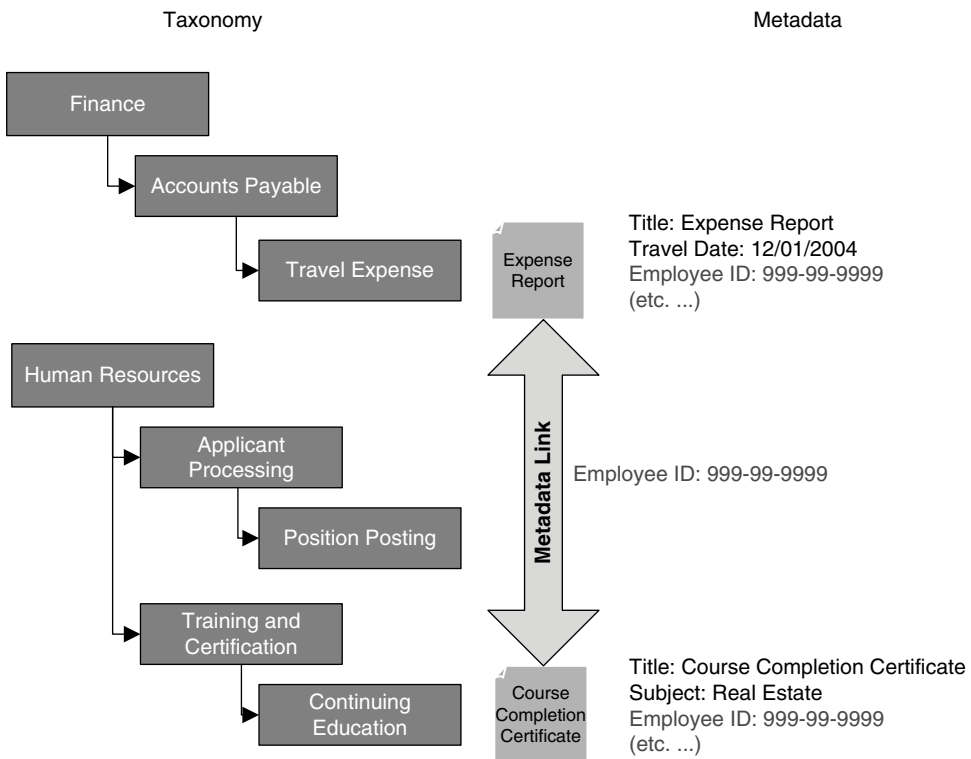 Taxonomy
Metadata
Finance
Accounts Payable
Travel Expense
Expense
Report
Title: Expense Report
Travel Date: 12/01/2004
Employee ID: 999-99-9999
(etc. ...)
Human Resources
Applicant
Processing
Position Posting
Metadata Link
Employee ID: 999-99-9999
Training and
Certification
Continuing
Education
Course
Completion
Certificate
Title: Course Completion Certificate
Subject: Real Estate
Employee ID: 999-99-9999
(etc. ...)